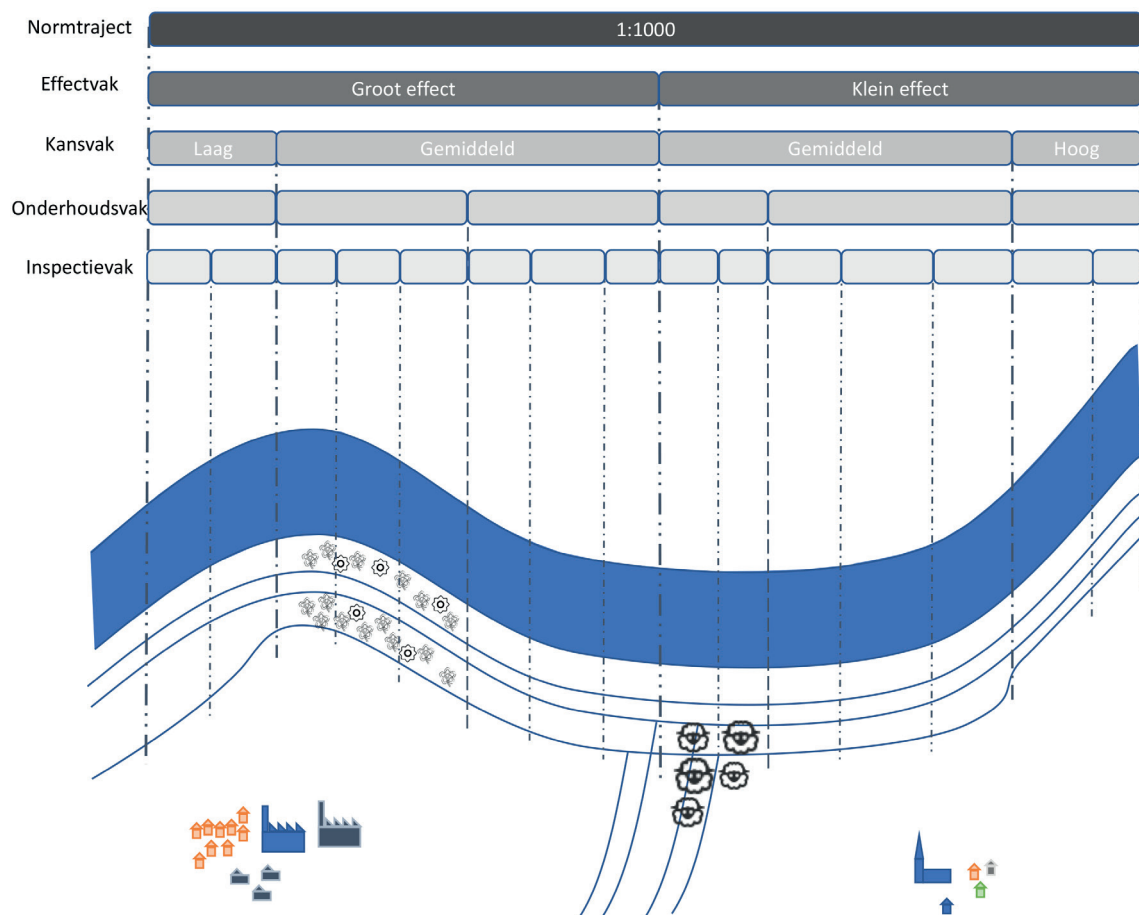 Normtraject
1:1000
Effectvak
Groot effect
Klein effect
Kansvak
Laag
Gemiddeld
Gemiddeld
Hoog
Onderhoudsvak
Inspectievak